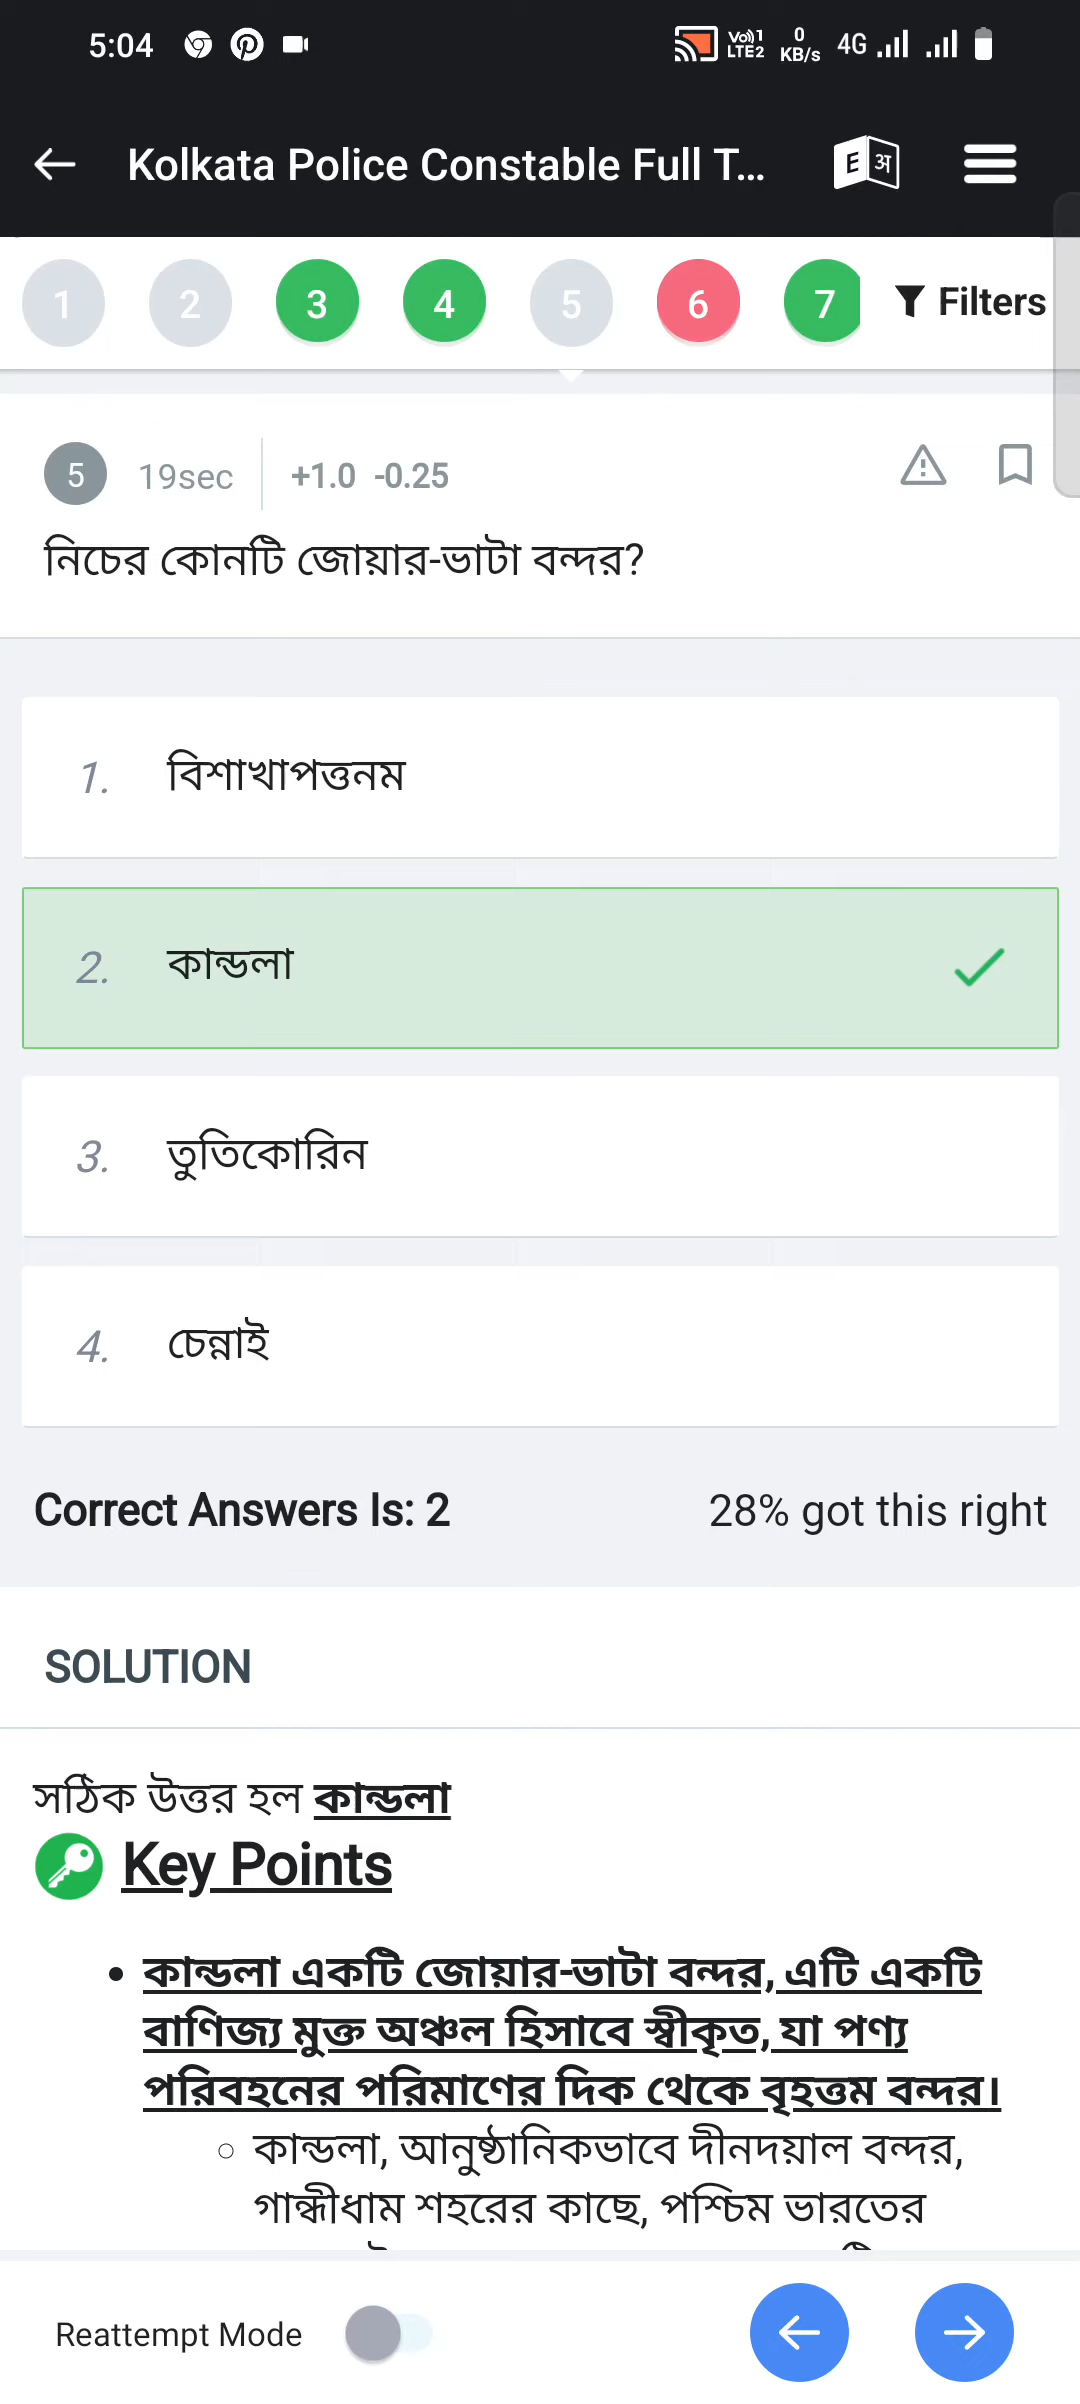 5:04 Vo))1 LTE2 0 KB/s 4G
Kolkata Police Constable Full T... E अ
1 2 3 4 5 6 7 Filters
5 19sec +1.0 -0.25
নিচের কোনটি জোয়ার-ভাটা বন্দর?
1. বিশাখাপত্তনম
2. কান্ডলা
3. তুতিকোরিন
4. চেন্নাই
Correct Answers Is: 2 28% got this right
SOLUTION
সঠিক উত্তর হল কান্ডলা
Key Points
• কান্ডলা একটি জোয়ার-ভাটা বন্দর, এটি একটি
বাণিজ্য মুক্ত অঞ্চল হিসাবে স্বীকৃত, যা পণ্য
পরিবহনের পরিমাণের দিক থেকে বৃহত্তম বন্দর।
○ কান্ডলা, আনুষ্ঠানিকভাবে দীনদয়াল বন্দর,
গান্ধীধাম শহরের কাছে, পশ্চিম ভারতের
Reattempt Mode